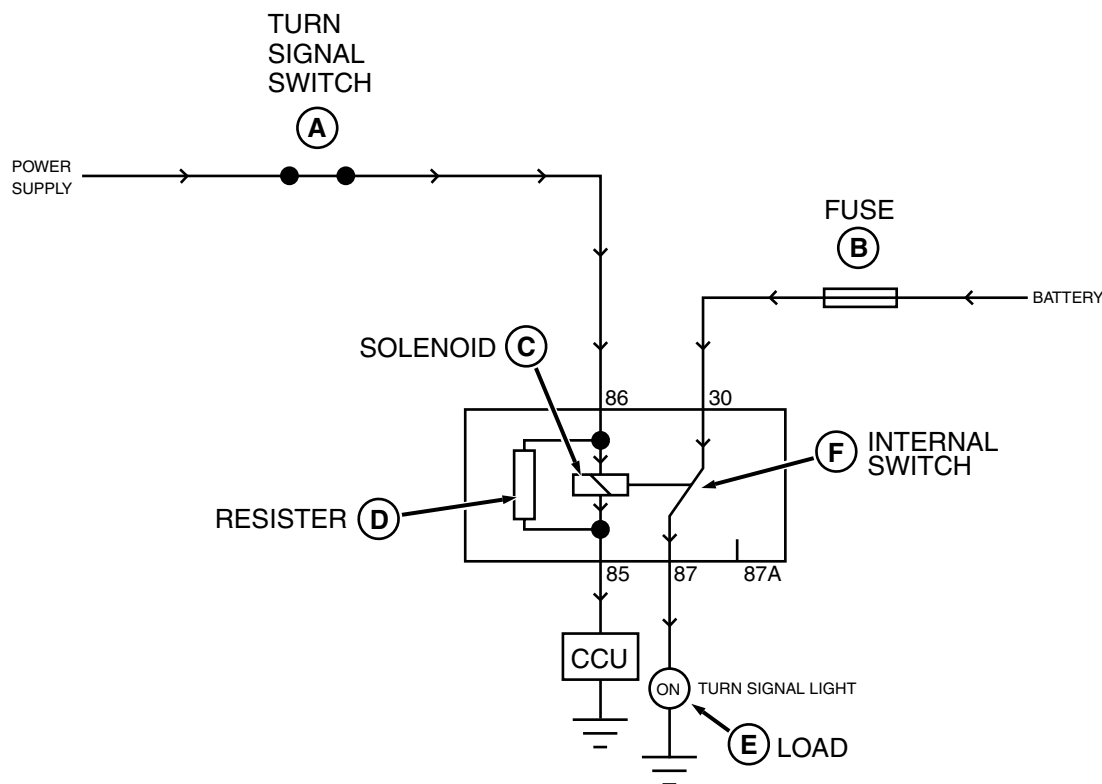 TURN
SIGNAL
SWITCH
A
POWER
SUPPLY
FUSE
B
BATTERY
SOLENOID C
86
30
F INTERNAL
SWITCH
RESISTER D
85
87
87A
CCU
ON
TURN SIGNAL LIGHT
E LOAD